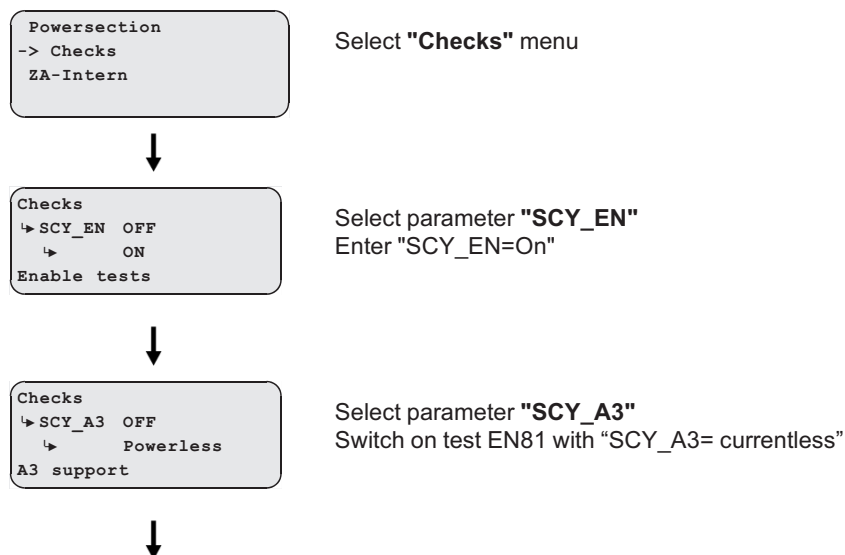 Powersection
-> Checks
ZA-Intern
Select "Checks" menu
Checks
↳ SCY_EN OFF
↳ ON
Enable tests
Select parameter "SCY_EN"
Enter "SCY_EN=On"
Checks
↳ SCY_A3 OFF
↳ Powerless
A3 support
Select parameter "SCY_A3"
Switch on test EN81 with “SCY_A3= currentless”